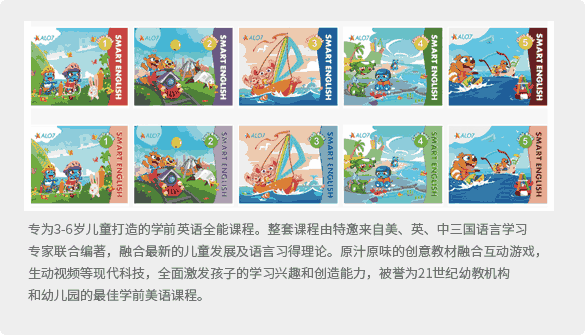 ALO7 1 SMART ENGLISH
ALO7 2 SMART ENGLISH
ALO7 3 SMART ENGLISH
ALO7 4 SMART ENGLISH
ALO7 5 SMART ENGLISH
ALO7 1 SMART ENGLISH
ALO7 2 SMART ENGLISH
ALO7 3 SMART ENGLISH
ALO7 4 SMART ENGLISH
ALO7 5 SMART ENGLISH
专为3-6岁儿童打造的学前英语全能课程。整套课程由特邀来自美、英、中三国语言学习
专家联合编著，融合最新的儿童发展及语言习得理论。原汁原味的创意教材融合互动游戏，
生动视频等现代科技，全面激发孩子的学习兴趣和创造能力，被誉为21世纪幼教机构
和幼儿园的最佳学前美语课程。